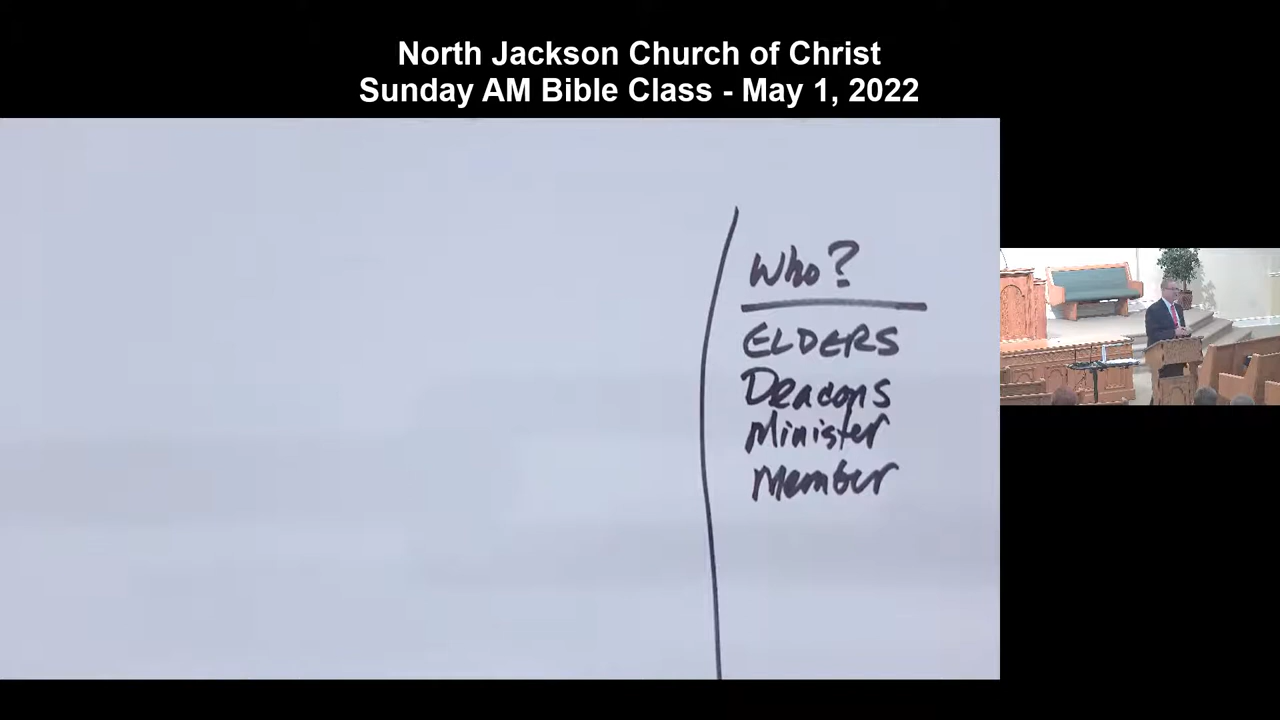 North Jackson Church of Christ
Sunday AM Bible Class - May 1, 2022
Who?
ELDERS
Deacons
Minister
Member